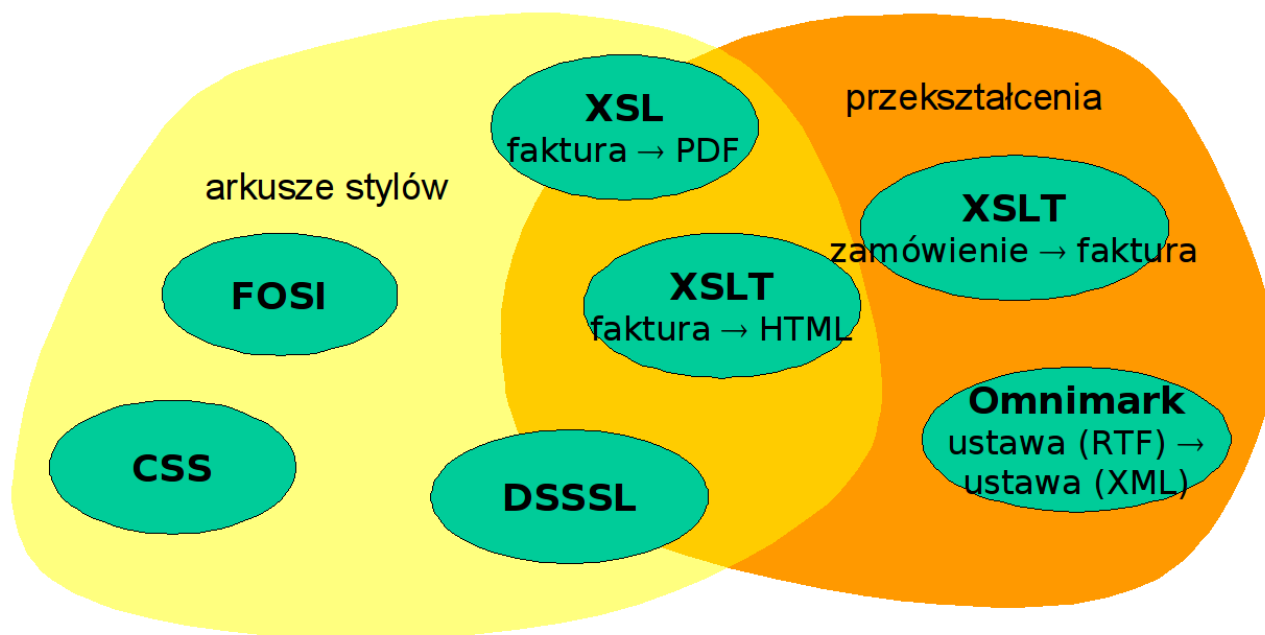 XSL
faktura → PDF
przekształcenia
arkusze stylów
XSLT
zamówienie → faktura
FOSI
XSLT
faktura → HTML
Omnimark
ustawa (RTF) →
ustawa (XML)
CSS
DSSSL